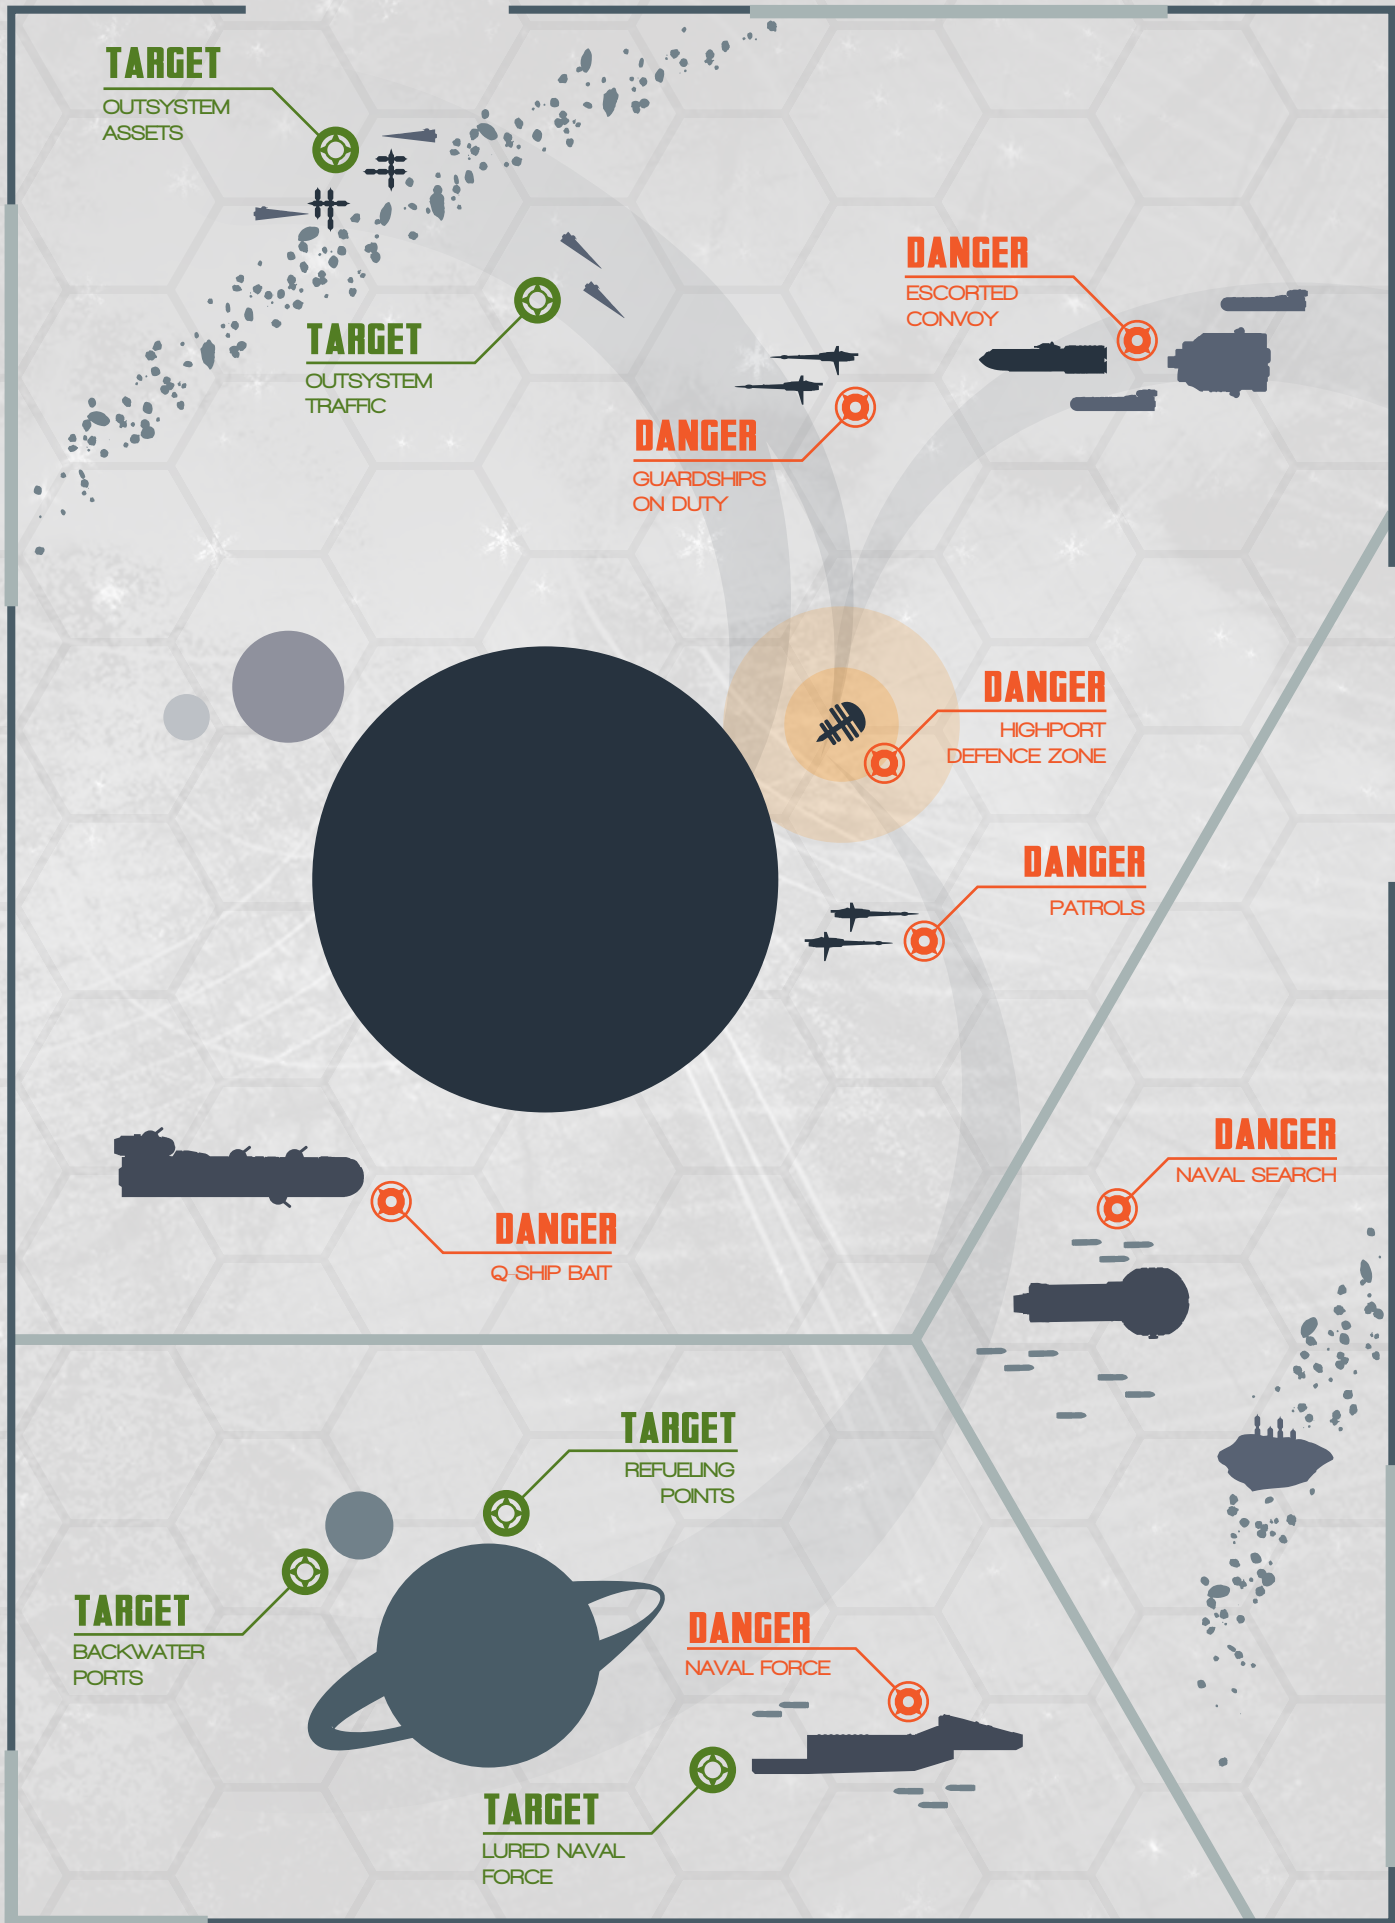 TARGET
OUTSYSTEM
ASSETS
DANGER
ESCORTED
CONVOY
TARGET
OUTSYSTEM
TRAFFIC
DANGER
GUARDSHIPS
ON DUTY
DANGER
HIGHPORT
DEFENCE ZONE
DANGER
PATROLS
DANGER
NAVAL SEARCH
DANGER
Q-SHIP BAIT
TARGET
REFUELING
POINTS
TARGET
BACKWATER
PORTS
DANGER
NAVAL FORCE
TARGET
LURED NAVAL
FORCE